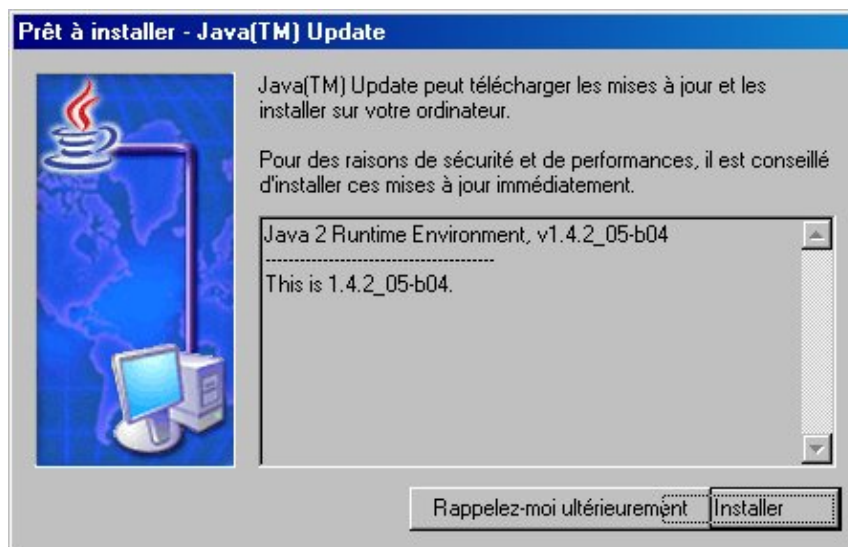 Prêt à installer - Java(TM) Update
Java(TM) Update peut télécharger les mises à jour et les
installer sur votre ordinateur.
Pour des raisons de sécurité et de performances, il est conseillé
d'installer ces mises à jour immédiatement.
Java 2 Runtime Environment, v1.4.2_05-b04
--------------------------------------
This is 1.4.2_05-b04.
Rappelez-moi ultérieurement Installer